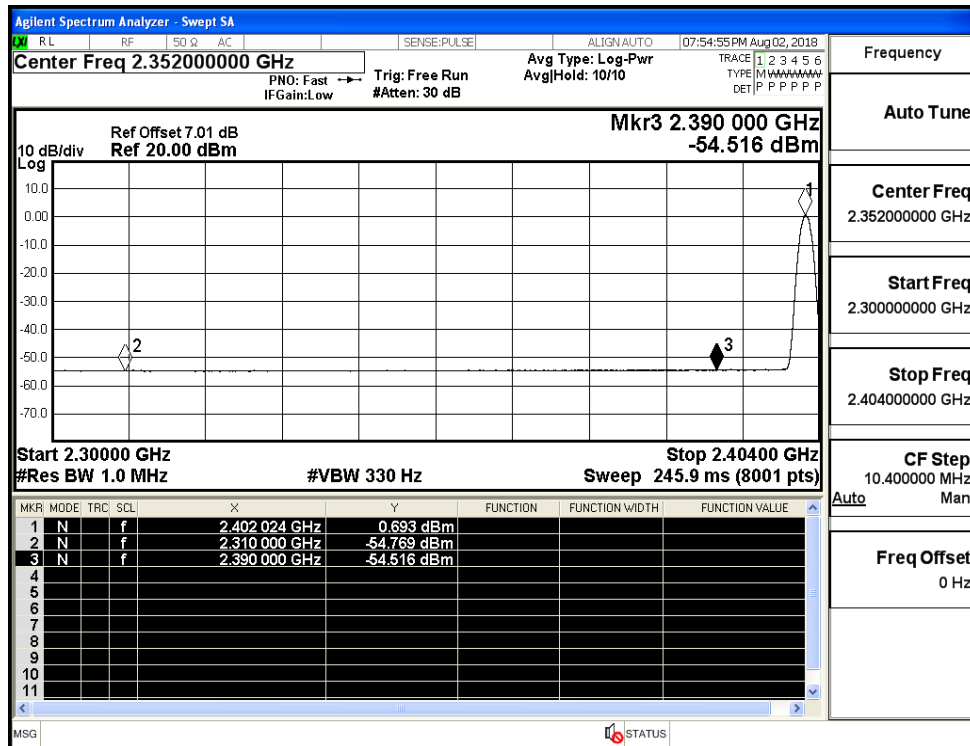 Agilent Spectrum Analyzer - Swept SA
LXI RL RF 50 Ω AC SENSE:PULSE ALIGN AUTO 07:54:55 PM Aug 02, 2018
Center Freq 2.352000000 GHz
PNO: Fast
IFGain:Low
Trig: Free Run
#Atten: 30 dB
Avg Type: Log-Pwr
Avg|Hold: 10/10
TRACE 1 2 3 4 5 6
TYPE M W W W W W
DET P P P P P P
Ref Offset 7.01 dB
10 dB/div Ref 20.00 dBm
Log
Mkr3 2.390 000 GHz
-54.516 dBm
10.0
0.00
-10.0
-20.0
-30.0
-40.0
-50.0
-60.0
-70.0
1
2
3
Start 2.30000 GHz Stop 2.40400 GHz
#Res BW 1.0 MHz #VBW 330 Hz Sweep 245.9 ms (8001 pts)
MKR MODE TRC SCL X Y FUNCTION FUNCTION WIDTH FUNCTION VALUE
1 N f 2.402 024 GHz 0.693 dBm
2 N f 2.310 000 GHz -54.769 dBm
3 N f 2.390 000 GHz -54.516 dBm
4
5
6
7
8
9
10
11
MSG STATUS
Frequency
Auto Tune
Center Freq
2.352000000 GHz
Start Freq
2.300000000 GHz
Stop Freq
2.404000000 GHz
CF Step
10.400000 MHz
Auto Man
Freq Offset
0 Hz